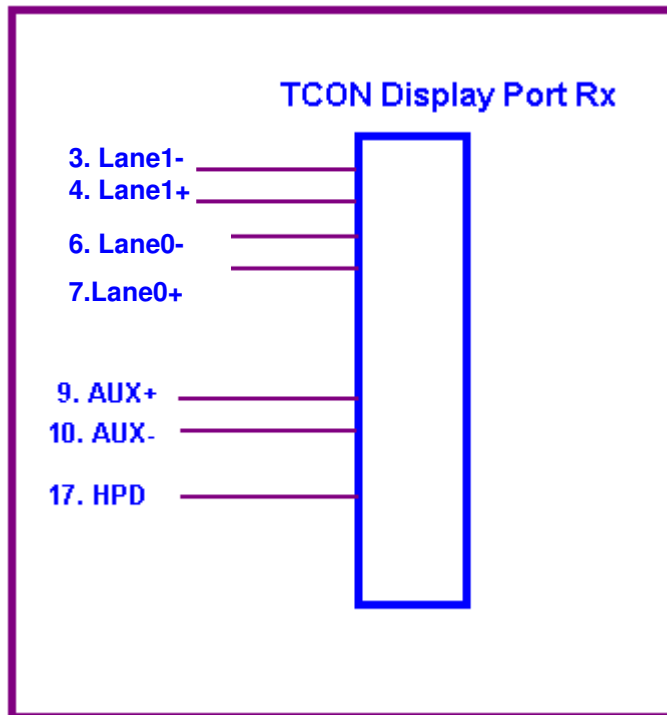 TCON Display Port Rx
3. Lane1-
4. Lane1+
6. Lane0-
7.Lane0+
9. AUX+
10. AUX-
17. HPD